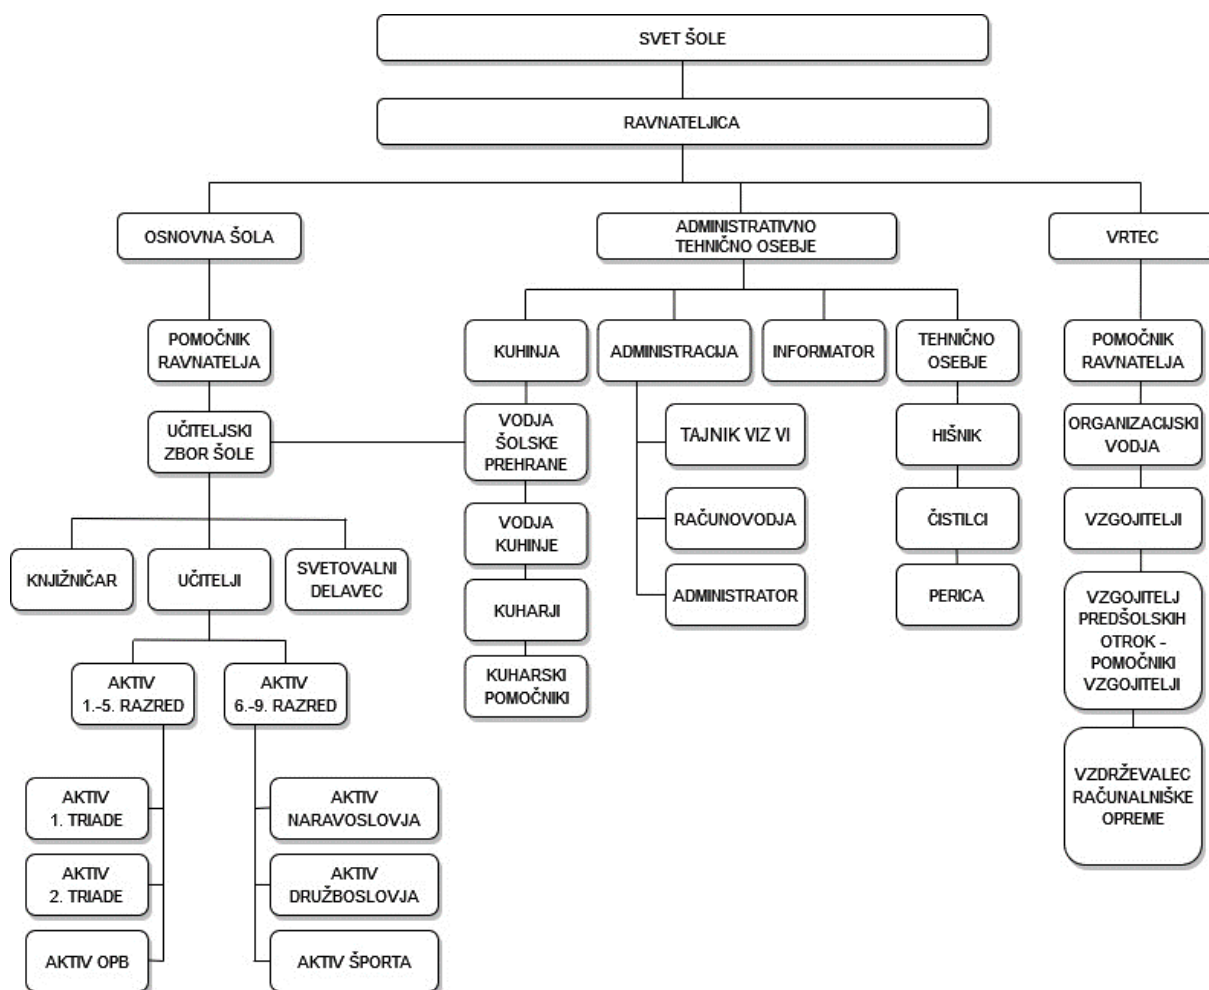 SVET ŠOLE
RAVNATELJICA
OSNOVNA ŠOLA
ADMINISTRATIVNO
TEHNIČNO OSEBJE
VRTEC
POMOČNIK
RAVNATELJA
KUHINJA
ADMINISTRACIJA
INFORMATOR
TEHNIČNO
OSEBJE
POMOČNIK
RAVNATELJA
UČITELJSKI
ZBOR ŠOLE
VODJA
ŠOLSKE
PREHRANE
TAJNIK VIZ VI
HIŠNIK
ORGANIZACIJSKI
VODJA
VODJA
KUHINJE
RAČUNOVODJA
ČISTILCI
VZGOJITELJI
KNJIŽNIČAR
UČITELJI
SVETOVALNI
DELAVEC
KUHARJI
ADMINISTRATOR
PERICA
VZGOJITELJ
PREDŠOLSKIH
OTROK -
POMOČNIKI
VZGOJITELJI
AKTIV
1.-5. RAZRED
AKTIV
6.-9. RAZRED
KUHARSKI
POMOČNIKI
VZDRŽEVALEC
RAČUNALNIŠKE
OPREME
AKTIV
1. TRIADE
AKTIV
NARAVOSLOVJA
AKTIV
2. TRIADE
AKTIV
DRUŽBOSLOVJA
AKTIV OPB
AKTIV ŠPORTA